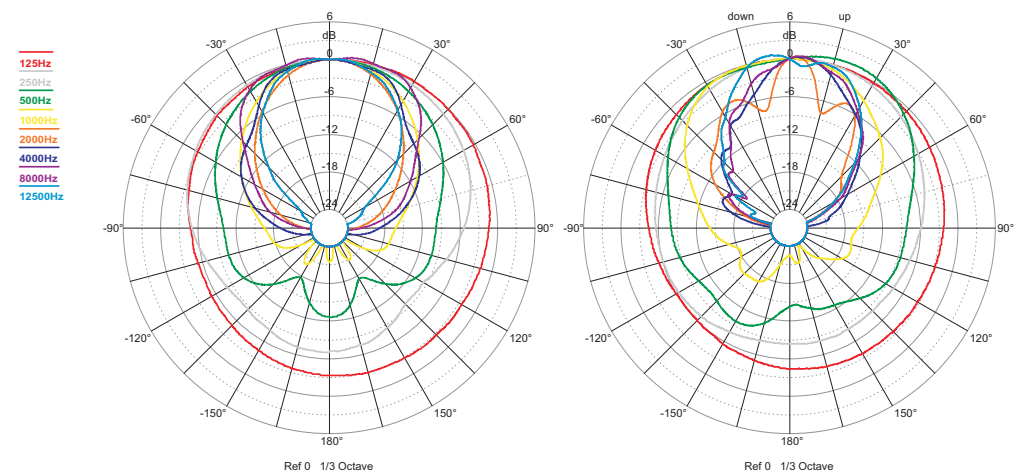 125Hz
250Hz
500Hz
1000Hz
2000Hz
4000Hz
8000Hz
12500Hz
6
dB
0
-6
-12
-18
-24
-30°
30°
-60°
60°
-90°
90°
-120°
120°
-150°
150°
180°
Ref 0 1/3 Octave
down 6 up
dB
0
-6
-12
-18
-24
-30°
30°
-60°
60°
-90°
90°
-120°
120°
-150°
150°
180°
Ref 0 1/3 Octave